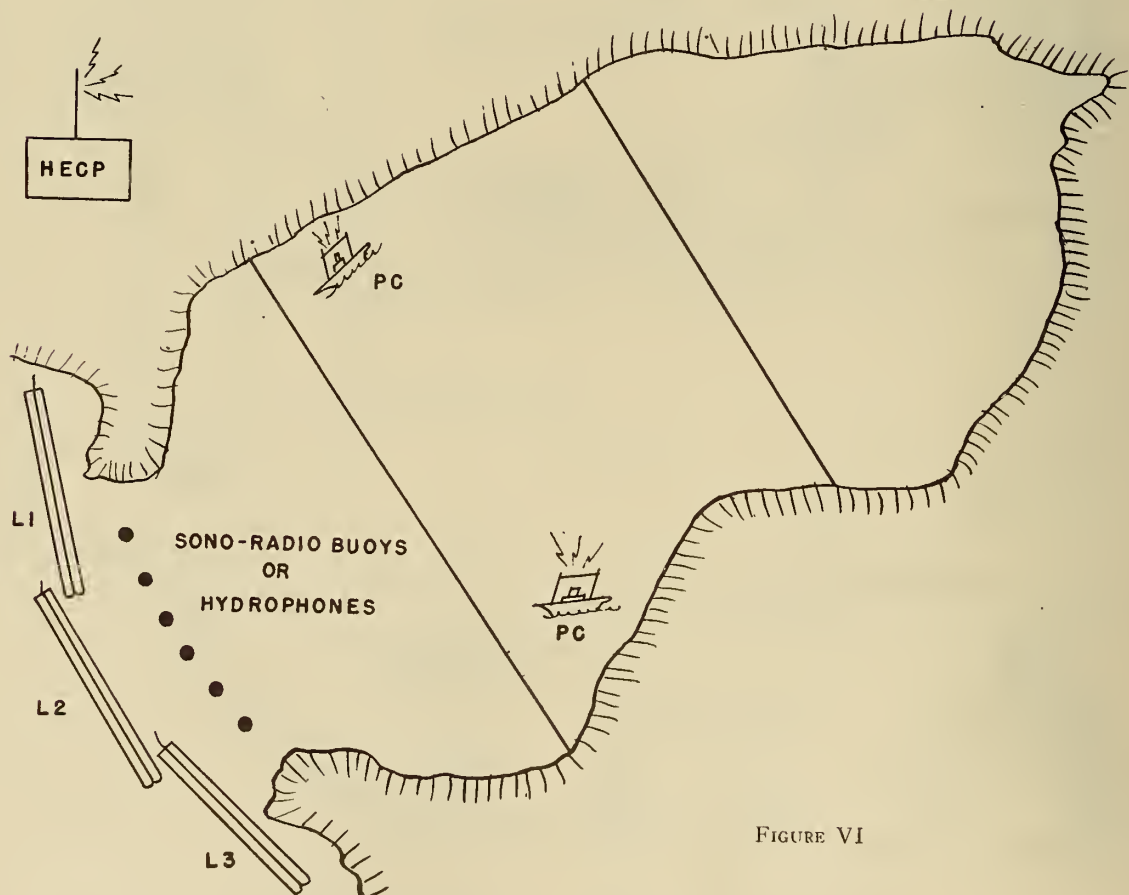 HECP
PC
L1
SONO-RADIO BUOYS
OR
HYDROPHONES
PC
L2
L3
FIGURE VI